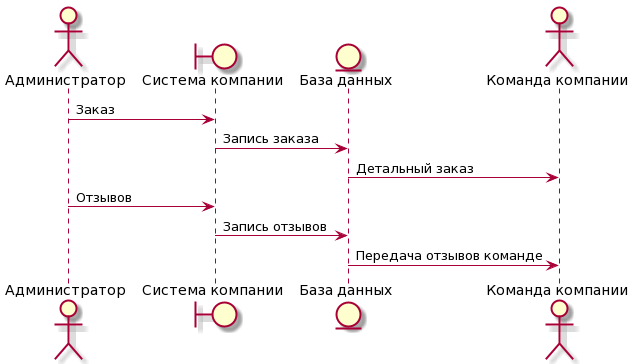 Администратор Система компании База данных Команда компании
Заказ
Запись заказа
Детальный заказ
Отзывов
Запись отзывов
Передача отзывов команде
Администратор Система компании База данных Команда компании